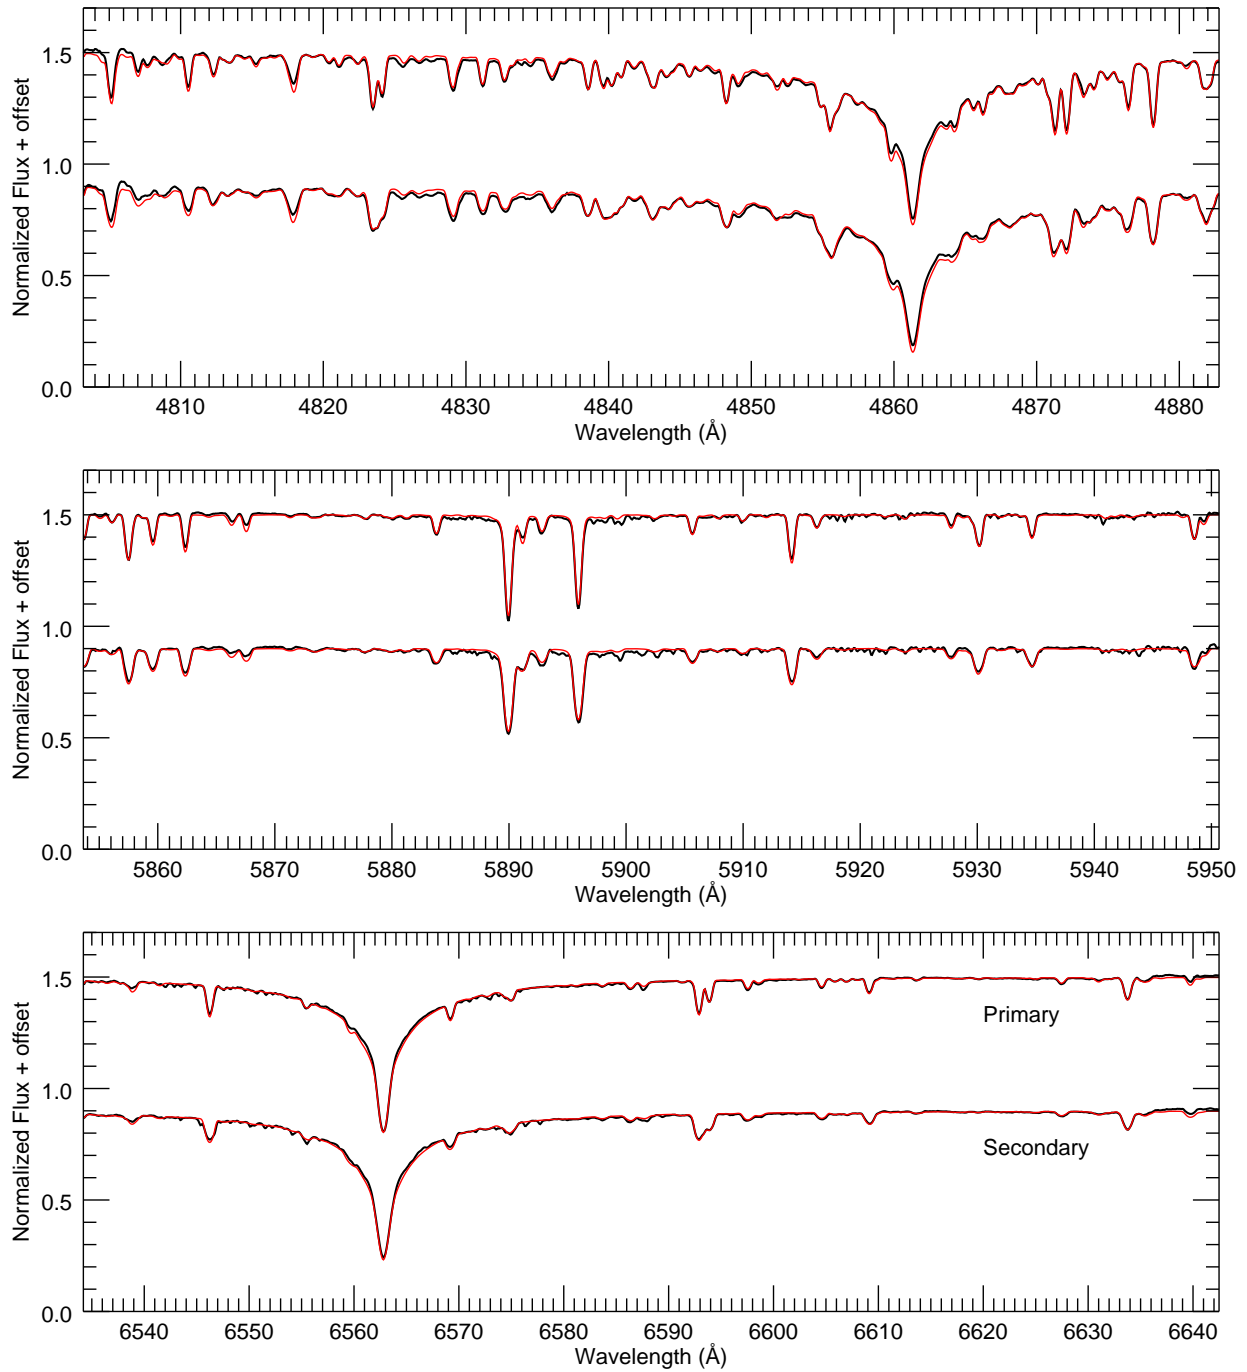 Normalized Flux + offset
1.5
1.0
0.5
0.0
4810 4820 4830 4840 4850 4860 4870 4880
Wavelength (Å)
Normalized Flux + offset
1.5
1.0
0.5
0.0
5860 5870 5880 5890 5900 5910 5920 5930 5940 5950
Wavelength (Å)
Normalized Flux + offset
1.5
1.0
0.5
0.0
Primary
Secondary
6540 6550 6560 6570 6580 6590 6600 6610 6620 6630 6640
Wavelength (Å)